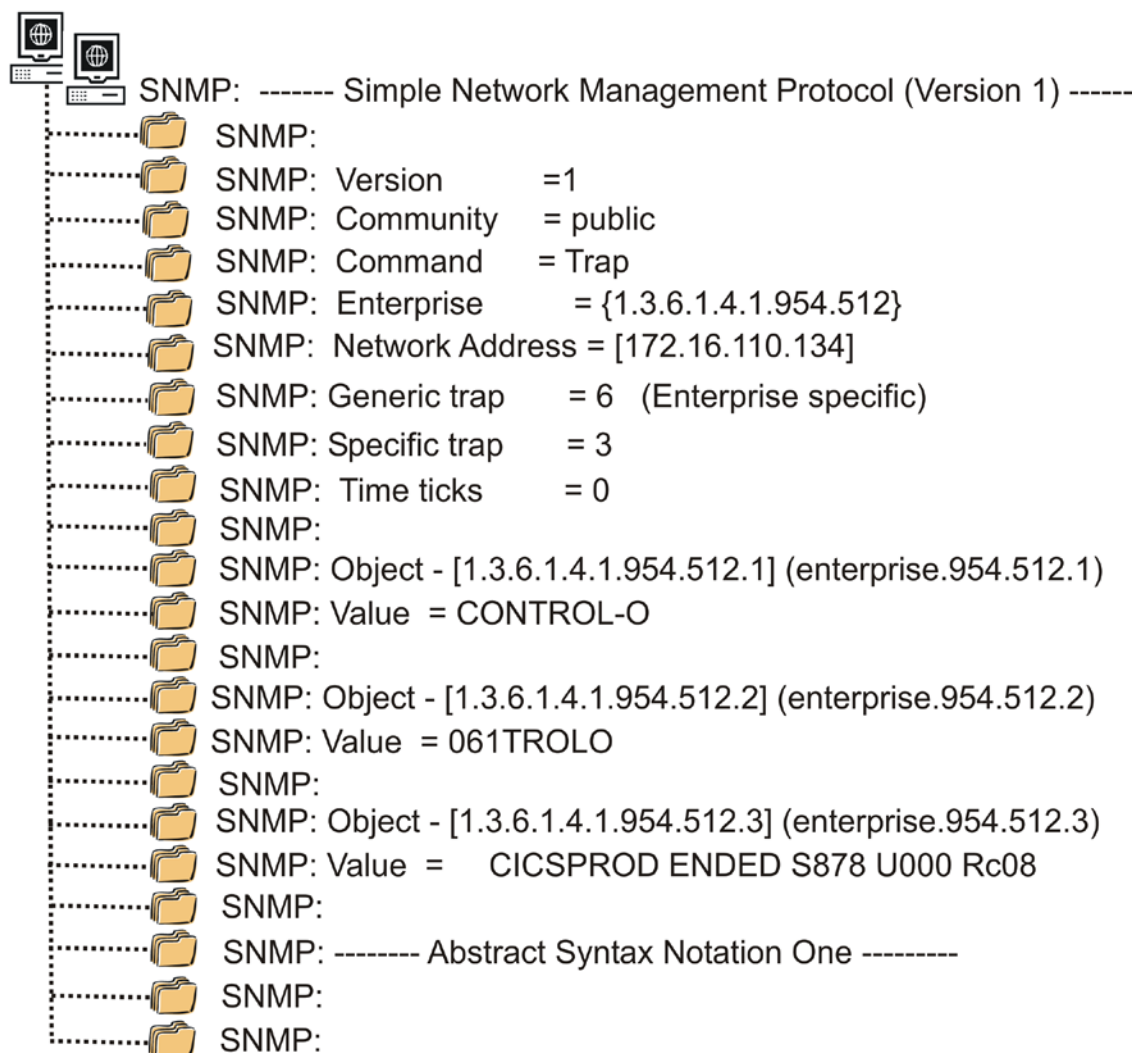 SNMP: ------- Simple Network Management Protocol (Version 1) ------
SNMP:
SNMP: Version =1
SNMP: Community = public
SNMP: Command = Trap
SNMP: Enterprise = {1.3.6.1.4.1.954.512}
SNMP: Network Address = [172.16.110.134]
SNMP: Generic trap = 6 (Enterprise specific)
SNMP: Specific trap = 3
SNMP: Time ticks = 0
SNMP:
SNMP: Object - [1.3.6.1.4.1.954.512.1] (enterprise.954.512.1)
SNMP: Value = CONTROL-O
SNMP:
SNMP: Object - [1.3.6.1.4.1.954.512.2] (enterprise.954.512.2)
SNMP: Value = 061TROLO
SNMP:
SNMP: Object - [1.3.6.1.4.1.954.512.3] (enterprise.954.512.3)
SNMP: Value = CICSPROD ENDED S878 U000 Rc08
SNMP:
SNMP: -------- Abstract Syntax Notation One ---------
SNMP:
SNMP: